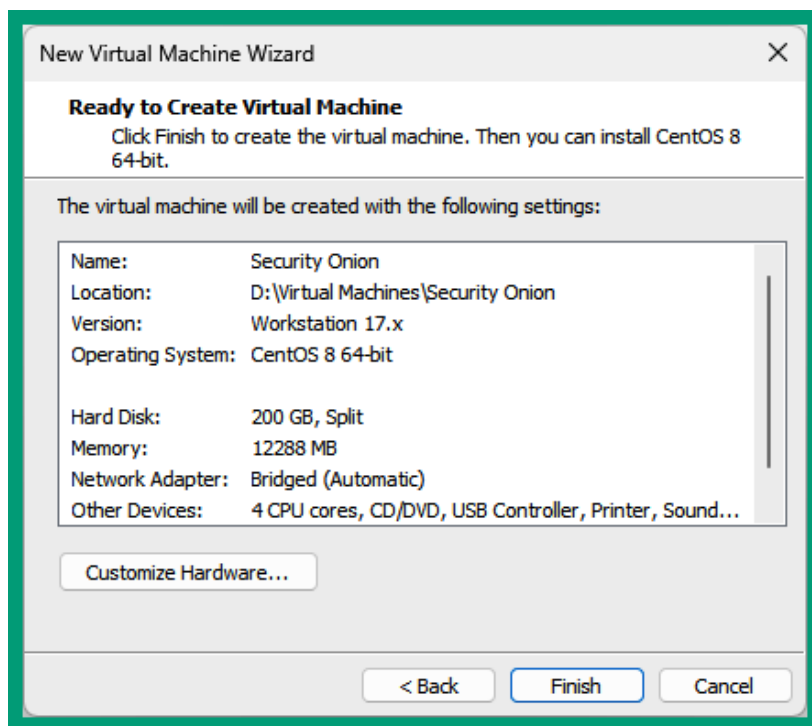 New Virtual Machine Wizard
Ready to Create Virtual Machine
Click Finish to create the virtual machine. Then you can install CentOS 8
64-bit.
The virtual machine will be created with the following settings:
Name: Security Onion
Location: D:\Virtual Machines\Security Onion
Version: Workstation 17.x
Operating System: CentOS 8 64-bit
Hard Disk: 200 GB, Split
Memory: 12288 MB
Network Adapter: Bridged (Automatic)
Other Devices: 4 CPU cores, CD/DVD, USB Controller, Printer, Sound...
Customize Hardware...
< Back Finish Cancel